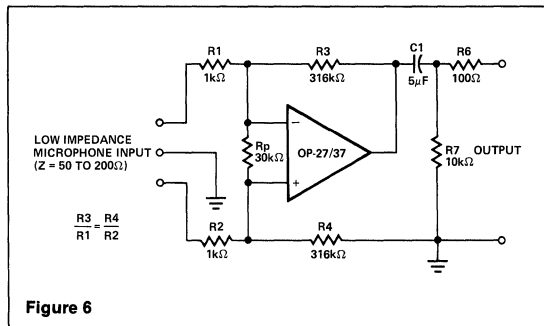 R1
1kΩ
R3
316kΩ
C1
5µF
R6
100Ω
LOW IMPEDANCE
MICROPHONE INPUT
(Z = 50 TO 200Ω)
Rp
30kΩ
−
+
OP-27/37
R7
10kΩ
OUTPUT
R3
R1
=
R4
R2
R2
1kΩ
R4
316kΩ
Figure 6